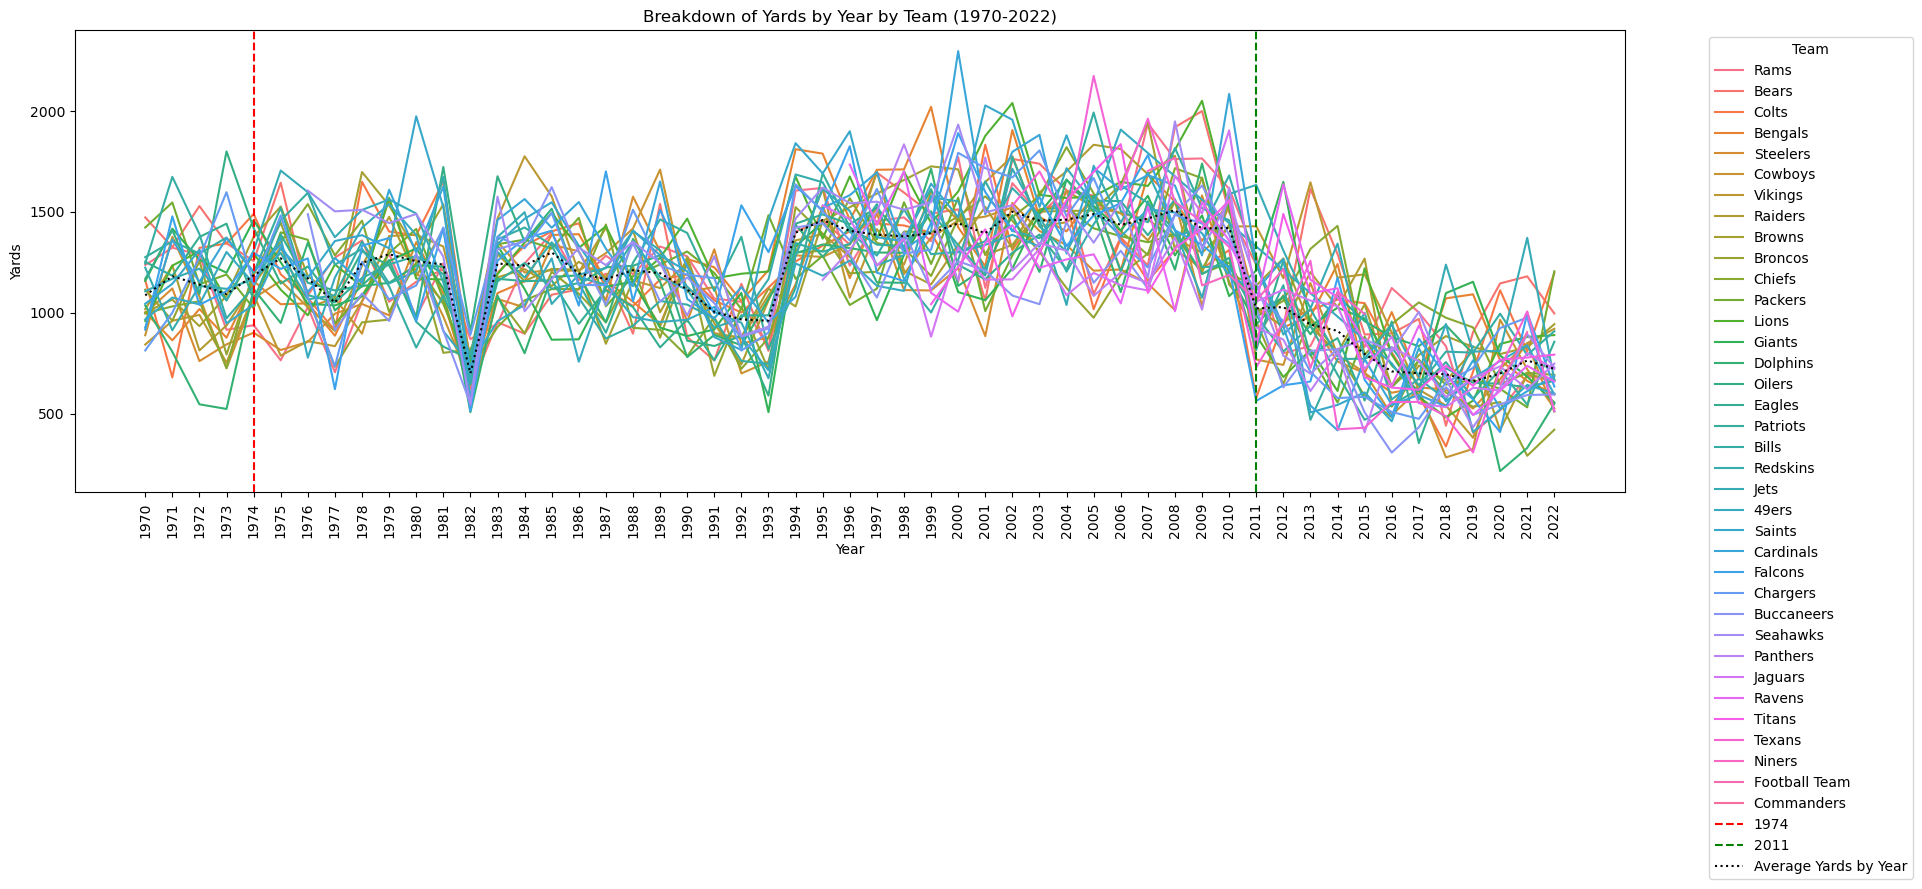 Breakdown of Yards by Year by Team (1970-2022)
Yards
2000
1500
1000
500
1970
1971
1972
1973
1974
1975
1976
1977
1978
1979
1980
1981
1982
1983
1984
1985
1986
1987
1988
1989
1990
1991
1992
1993
1994
1995
1996
1997
1998
1999
2000
2001
2002
2003
2004
2005
2006
2007
2008
2009
2010
2011
2012
2013
2014
2015
2016
2017
2018
2019
2020
2021
2022
Year
Team
Rams
Bears
Colts
Bengals
Steelers
Cowboys
Vikings
Raiders
Browns
Broncos
Chiefs
Packers
Lions
Giants
Dolphins
Oilers
Eagles
Patriots
Bills
Redskins
Jets
49ers
Saints
Cardinals
Falcons
Chargers
Buccaneers
Seahawks
Panthers
Jaguars
Ravens
Titans
Texans
Niners
Football Team
Commanders
1974
2011
Average Yards by Year